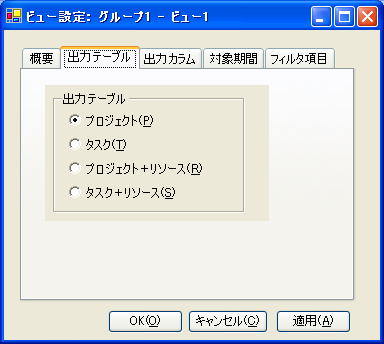 ビュー設定: グループ1 - ビュー1
概要 出力テーブル 出力カラム 対象期間 フィルタ項目
出力テーブル
プロジェクト(P)
タスク(T)
プロジェクト+リソース(R)
タスク+リソース(S)
OK(O) キャンセル(C) 適用(A)